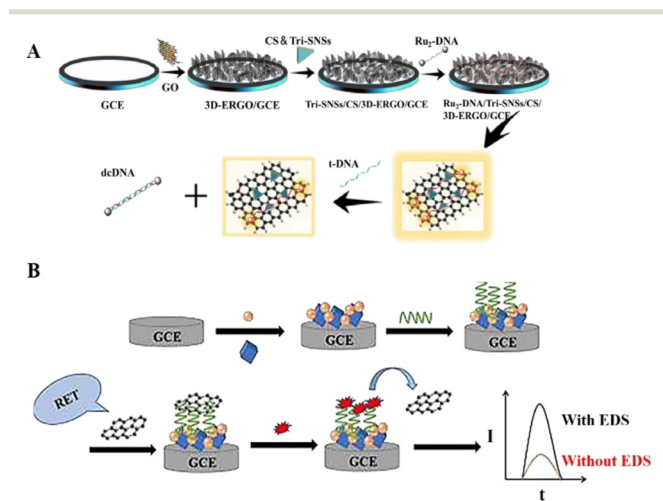 A
CS & Tri-SNSs
Ru₂-DNA
GO
GCE
3D-ERGO/GCE
Tri-SNSs/CS/3D-ERGO/GCE
Ru₂-DNA/Tri-SNSs/CS/
3D-ERGO/GCE
dcDNA
t-DNA
B
GCE
GCE
GCE
RET
GCE
GCE
I
With EDS
Without EDS
t